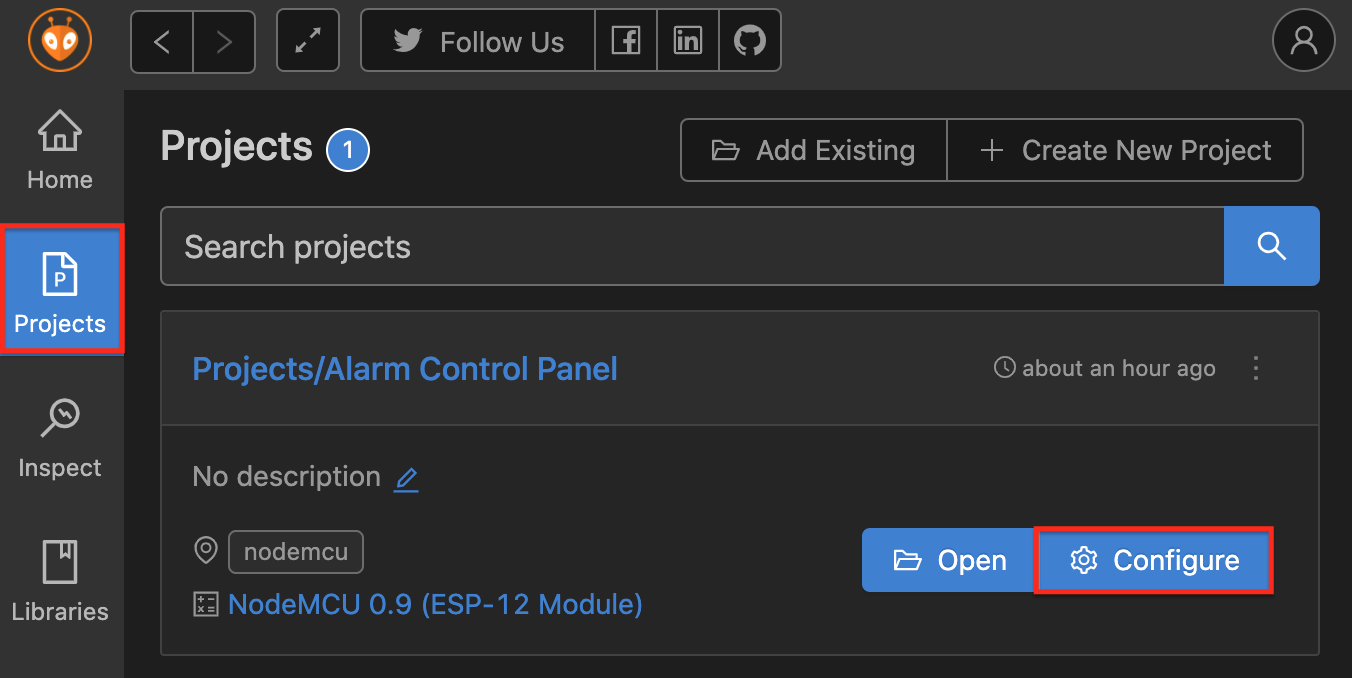 Follow Us
Home
Projects 1
Add Existing
Create New Project
Search projects
P
Projects
Projects/Alarm Control Panel
about an hour ago
Inspect
No description
nodemcu
Open
Configure
NodeMCU 0.9 (ESP-12 Module)
Libraries